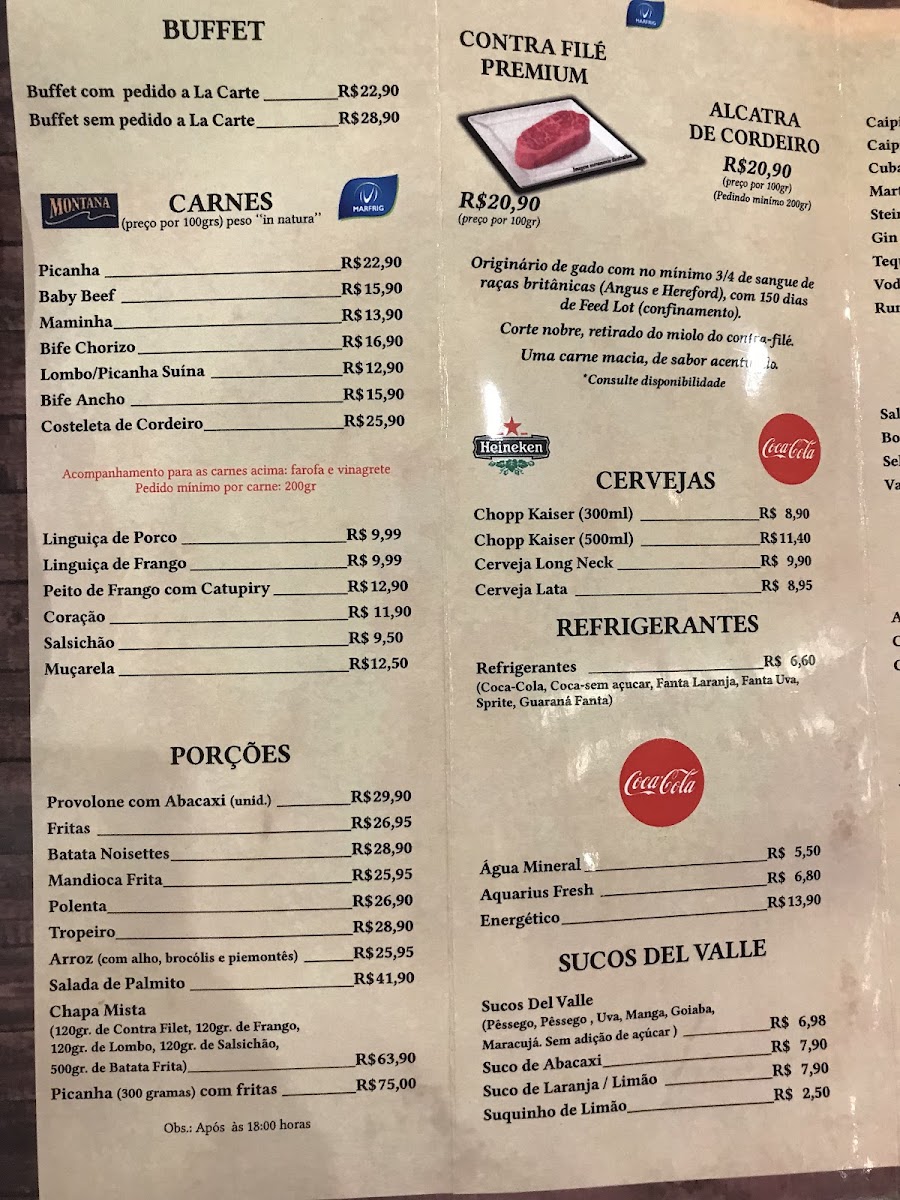 BUFFET
Buffet com pedido a La Carte R$22,90
Buffet sem pedido a La Carte R$28,90
MONTANA
CARNES
MARFRIG
(preço por 100grs) peso "in natura"
Picanha R$22,90
Baby Beef R$15,90
Maminha R$13,90
Bife Chorizo R$16,90
Lombo/Picanha Suína R$12,90
Bife Ancho R$15,90
Costeleta de Cordeiro R$25,90
Acompanhamento para as carnes acima: farofa e vinagrete
Pedido mínimo por carne: 200gr
Linguiça de Porco R$ 9,99
Linguiça de Frango R$ 9,99
Peito de Frango com Catupiry R$12,90
Coração R$ 11,90
Salsichão R$ 9,50
Muçarela R$12,50
PORÇÕES
Provolone com Abacaxi (unid.) R$29,90
Fritas R$26,95
Batata Noisettes R$28,90
Mandioca Frita R$25,95
Polenta R$26,90
Tropeiro R$28,90
Arroz (com alho, brocólis e piemontês) R$25,95
Salada de Palmito R$41,90
Chapa Mista
(120gr. de Contra Filet, 120gr. de Frango,
120gr. de Lombo, 120gr. de Salsichão,
500gr. de Batata Frita) R$63,90
Picanha (300 gramas) com fritas R$75,00
Obs.: Após às 18:00 horas
MARFRIG
CONTRA FILÉ
PREMIUM
Imagem meramente ilustrativa
R$20,90
(preço por 100gr)
ALCATRA
DE CORDEIRO
R$20,90
(preço por 100gr)
(Pedindo mínimo 200gr)
Originário de gado com no mínimo 3/4 de sangue de
raças britânicas (Angus e Hereford), com 150 dias
de Feed Lot (confinamento).
Corte nobre, retirado do miolo do contra-filé.
Uma carne macia, de sabor
*Consulte disponibilidade
Heineken
Coca-Cola
CERVEJAS
Chopp Kaiser (300ml) R$ 8,90
Chopp Kaiser (500ml) R$11,40
Cerveja Long Neck R$ 9,90
Cerveja Lata R$ 8,95
REFRIGERANTES
Refrigerantes R$ 6,60
(Coca-Cola, Coca-sem açucar, Fanta Laranja, Fanta Uva,
Sprite, Guaraná Fanta)
Coca-Cola
Água Mineral R$ 5,50
Aquarius Fresh R$ 6,80
Energético R$13,90
SUCOS DEL VALLE
Sucos Del Valle
(Pêssego, Pêssego , Uva, Manga, Goiaba,
Maracujá. Sem adição de açúcar ) R$ 6,98
Suco de Abacaxi R$ 7,90
Suco de Laranja / Limão R$ 7,90
Suquinho de Limão R$ 2,50
Gin